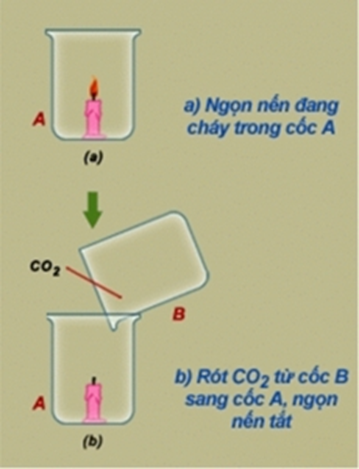 a) Ngọn nến đang
cháy trong cốc A
A
(a)
CO2
B
b) Rót CO2 từ cốc B
sang cốc A, ngọn
nến tắt
A
(b)